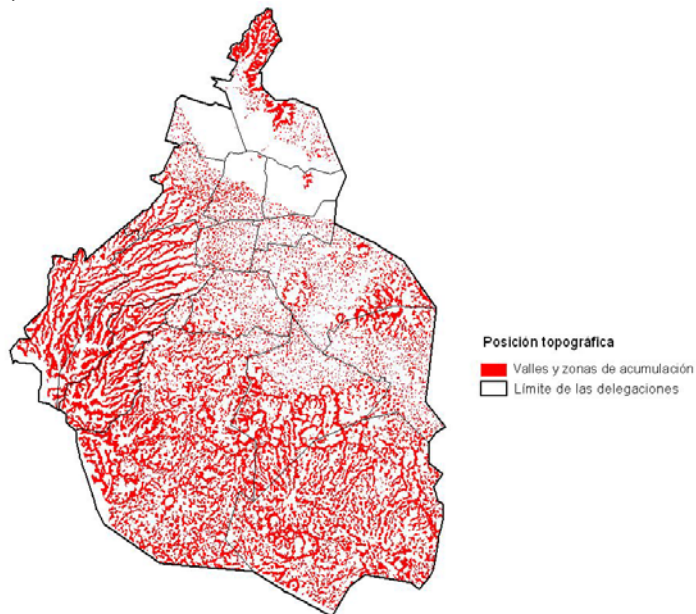 Posición topográfica
Valles y zonas de acumulación
Límite de las delegaciones